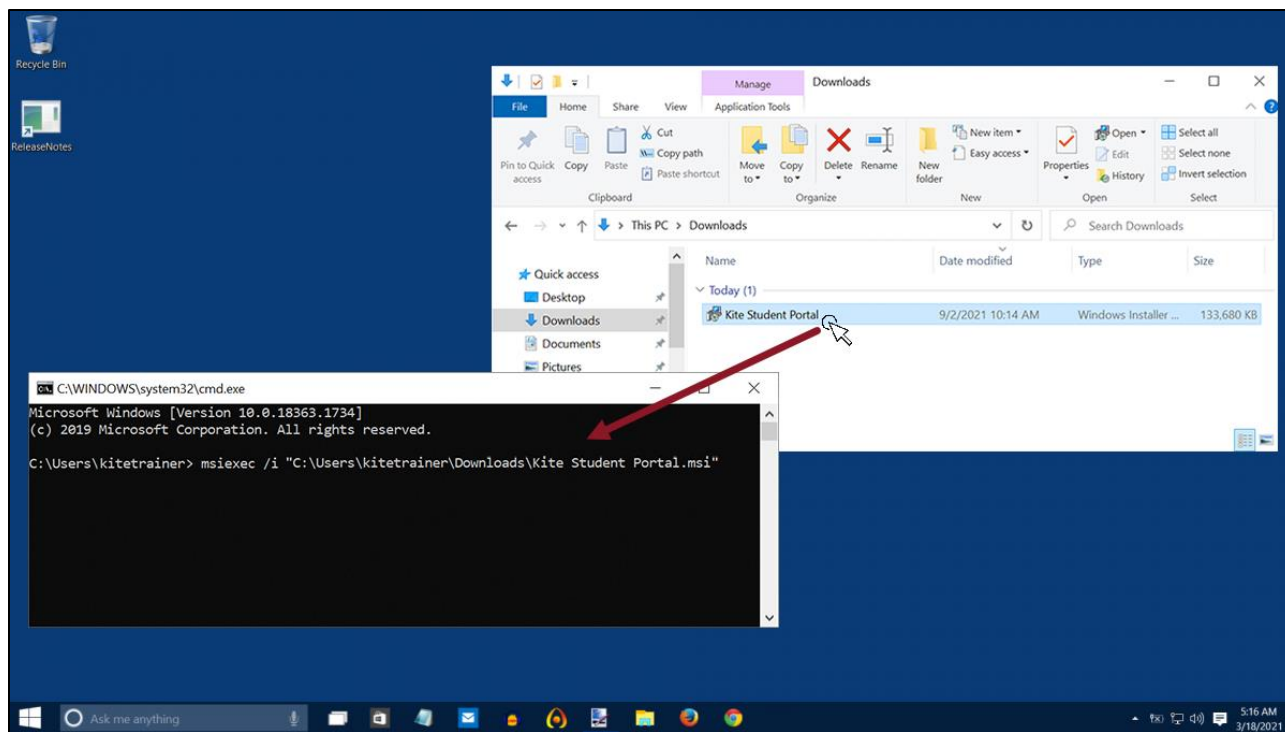 Recycle Bin
ReleaseNotes
Manage
Downloads
File
Home
Share
View
Application Tools
Pin to Quick access
Copy
Paste
Cut
Copy path
Paste shortcut
Move to
Copy to
Delete
Rename
New folder
New item
Easy access
Properties
Open
Edit
History
Select all
Select none
Invert selection
Clipboard
Organize
New
Open
Select
This PC > Downloads
Search Downloads
Name
Date modified
Type
Size
Quick access
Desktop
Downloads
Documents
Pictures
Today (1)
Kite Student Portal
9/2/2021 10:14 AM
Windows Installer ...
133,680 KB
C:\WINDOWS\system32\cmd.exe
Microsoft Windows [Version 10.0.18363.1734]
(c) 2019 Microsoft Corporation. All rights reserved.
C:\Users\kitetrainer> msiexec /i "C:\Users\kitetrainer\Downloads\Kite Student Portal.msi"
Ask me anything
5:16 AM
3/18/2021